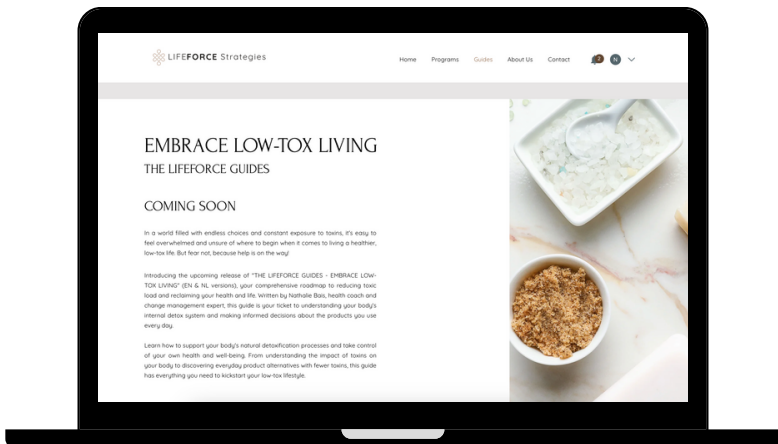 LIFEFORCE Strategies
Home Programs Guides About Us Contact 2 N
EMBRACE LOW-TOX LIVING
THE LIFEFORCE GUIDES
COMING SOON
In a world filled with endless choices and constant exposure to toxins, it's easy to
feel overwhelmed and unsure of where to begin when it comes to living a healthier,
low-tox life. But fear not, because help is on the way!
Introducing the upcoming release of "THE LIFEFORCE GUIDES - EMBRACE LOW-
TOX LIVING" (EN & NL versions), your comprehensive roadmap to reducing toxic
load and reclaiming your health and life. Written by Nathalie Bais, health coach and
change management expert, this guide is your ticket to understanding your body's
internal detox system and making informed decisions about the products you use
every day.
Learn how to support your body's natural detoxification processes and take control
of your own health and well-being. From understanding the impact of toxins on
your body to discovering everyday product alternatives with fewer toxins, this guide
has everything you need to kickstart your low-tox lifestyle.